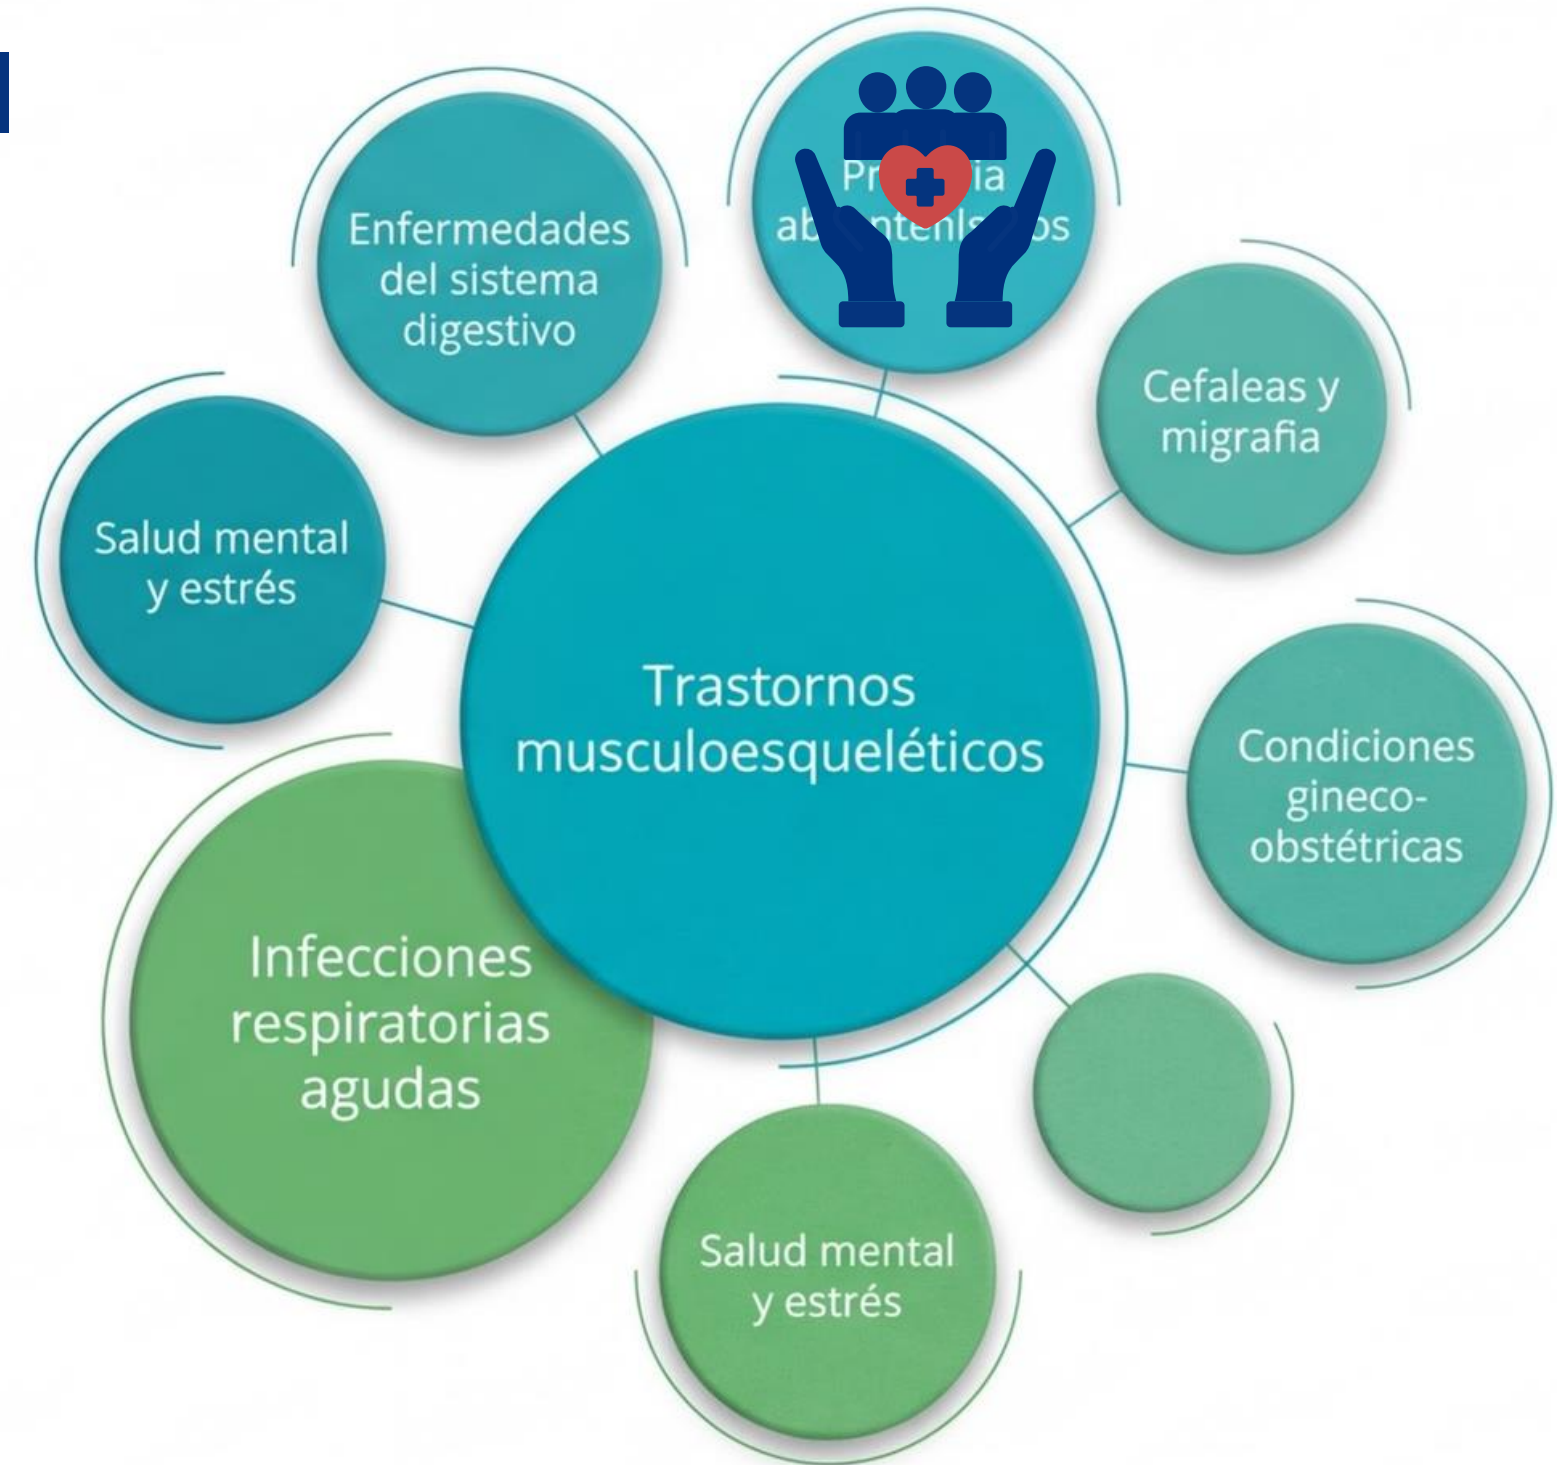 Enfermedades
del sistema
digestivo
Cefaleas y
migrafia
Salud mental
y estrés
Trastornos
musculoesqueléticos
Condiciones
gineco-
obstétricas
Infecciones
respiratorias
agudas
Salud mental
y estrés